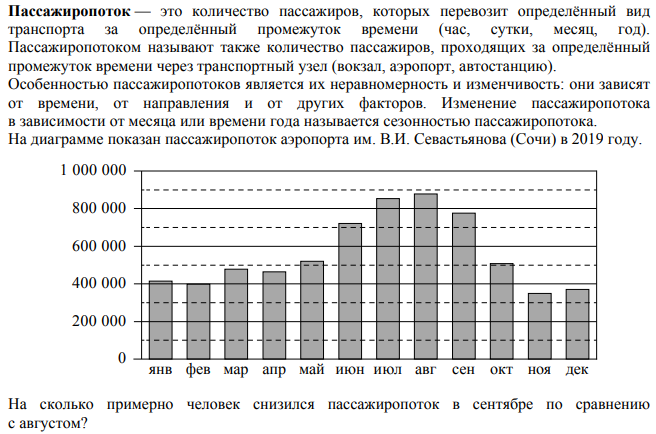 Пассажиропоток — это количество пассажиров, которых перевозит определённый вид
транспорта за определённый промежуток времени (час, сутки, месяц, год).
Пассажиропотоком называют также количество пассажиров, проходящих за определённый
промежуток времени через транспортный узел (вокзал, аэропорт, автостанцию).
Особенностью пассажиропотоков является их неравномерность и изменчивость: они зависят
от времени, от направления и от других факторов. Изменение пассажиропотока
в зависимости от месяца или времени года называется сезонностью пассажиропотока.
На диаграмме показан пассажиропоток аэропорта им. В.И. Севастьянова (Сочи) в 2019 году.
1 000 000
800 000
600 000
400 000
200 000
0
янв фев мар апр май июн июл авг сен окт ноя дек
На сколько примерно человек снизился пассажиропоток в сентябре по сравнению
с августом?